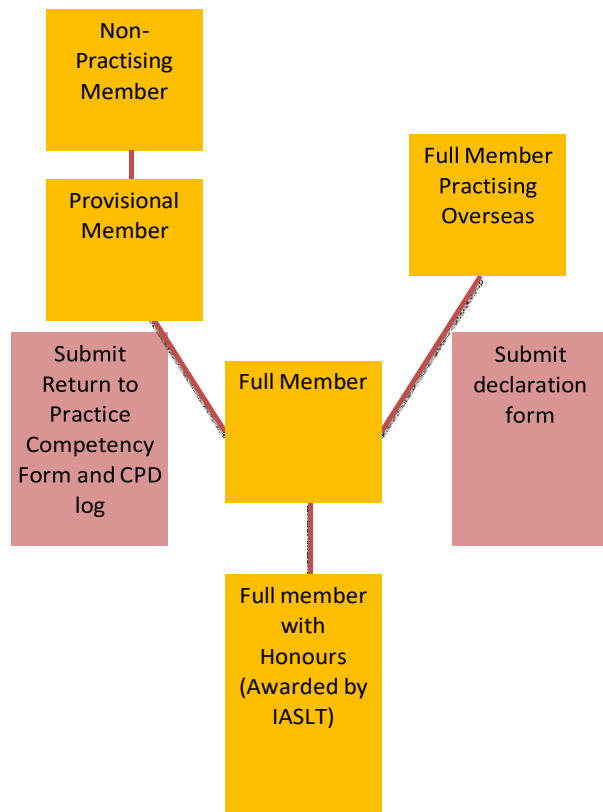 Non-
Practising
Member
Provisional
Member
Full Member
Practising
Overseas
Submit
Return to
Practice
Competency
Form and CPD
log
Full Member
Submit
declaration
form
Full member
with
Honours
(Awarded by
IASLT)